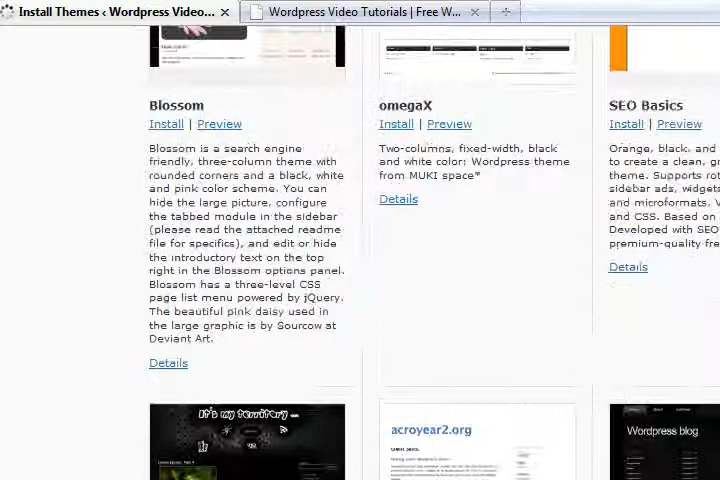 Install Themes ‹ Wordpress Video... ×
Wordpress Video Tutorials | Free W... ×
Blossom
Install | Preview
Blossom is a search engine
friendly, three-column theme with
rounded corners and a black, white
and pink color scheme. You can
hide the large picture, configure
the tabbed module in the sidebar
(please read the attached readme
file for specifics), and edit or hide
the introductory text on the top
right in the Blossom options panel.
Blossom has a three-level CSS
page list menu powered by jQuery.
The beautiful pink daisy used in
the large graphic is by Sourcow at
Deviant Art.
Details
omegaX
Install | Preview
Two-columns, fixed-width, black
and white color; Wordpress theme
from MUKI space*
Details
SEO Basics
Install | Preview
Orange, black, and
to create a clean, gr
theme. Supports rot
sidebar ads, widgets
and microformats. V
and CSS. Based on
Developed with SEO
premium-quality fre
Details
It's my territory ...
acroyear2.org
Wordpress blog